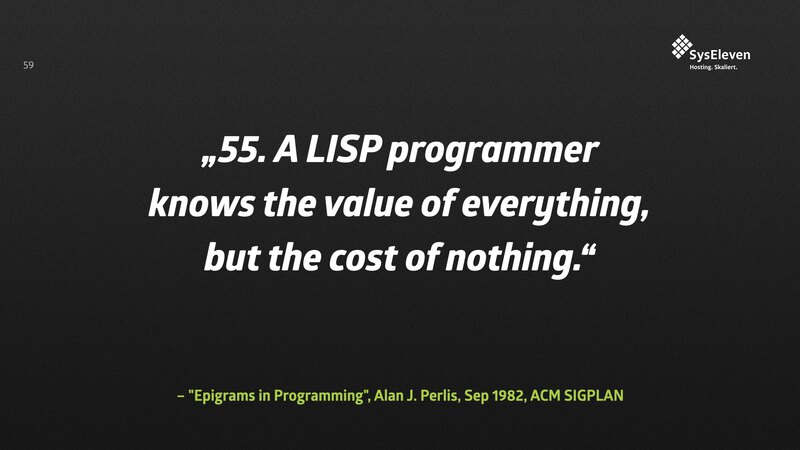 59
SysEleven
Hosting. Skaliert.
„55. A LISP programmer
knows the value of everything,
but the cost of nothing.“
– "Epigrams in Programming", Alan J. Perlis, Sep 1982, ACM SIGPLAN